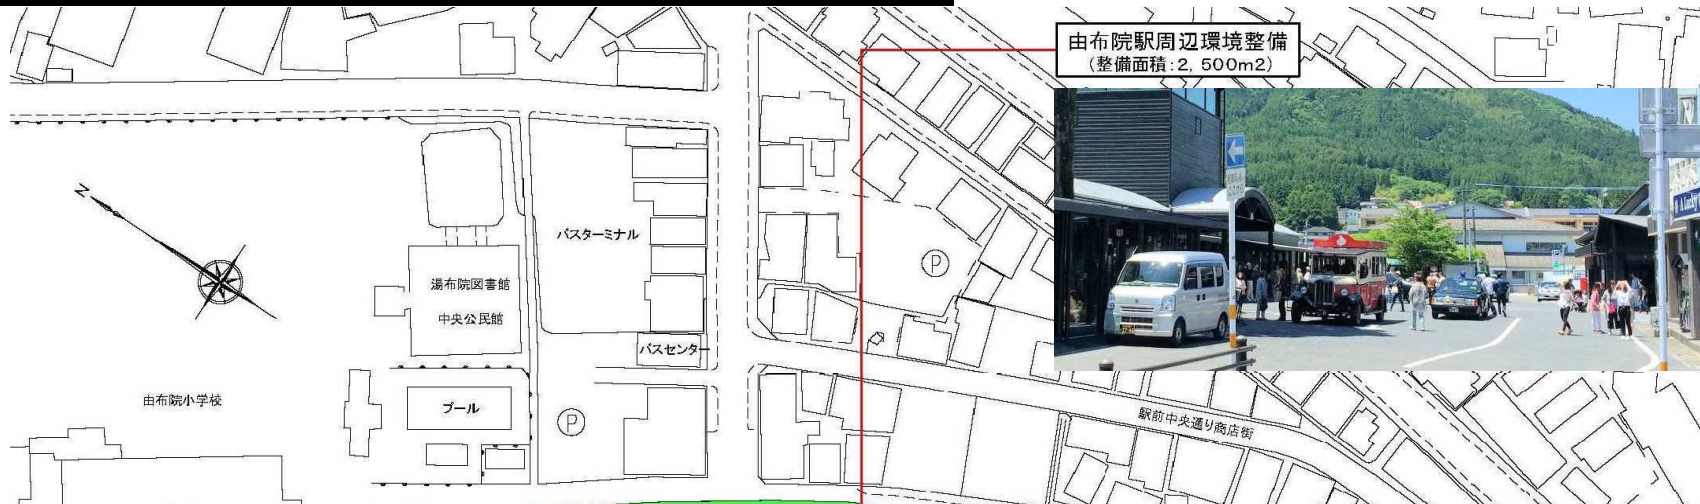 由布院駅周辺環境整備
(整備面積:2,500m2)
N
バスターミナル
P
湯布院図書館
中央公民館
バスセンター
由布院小学校
プール
P
駅前中央通り商店街